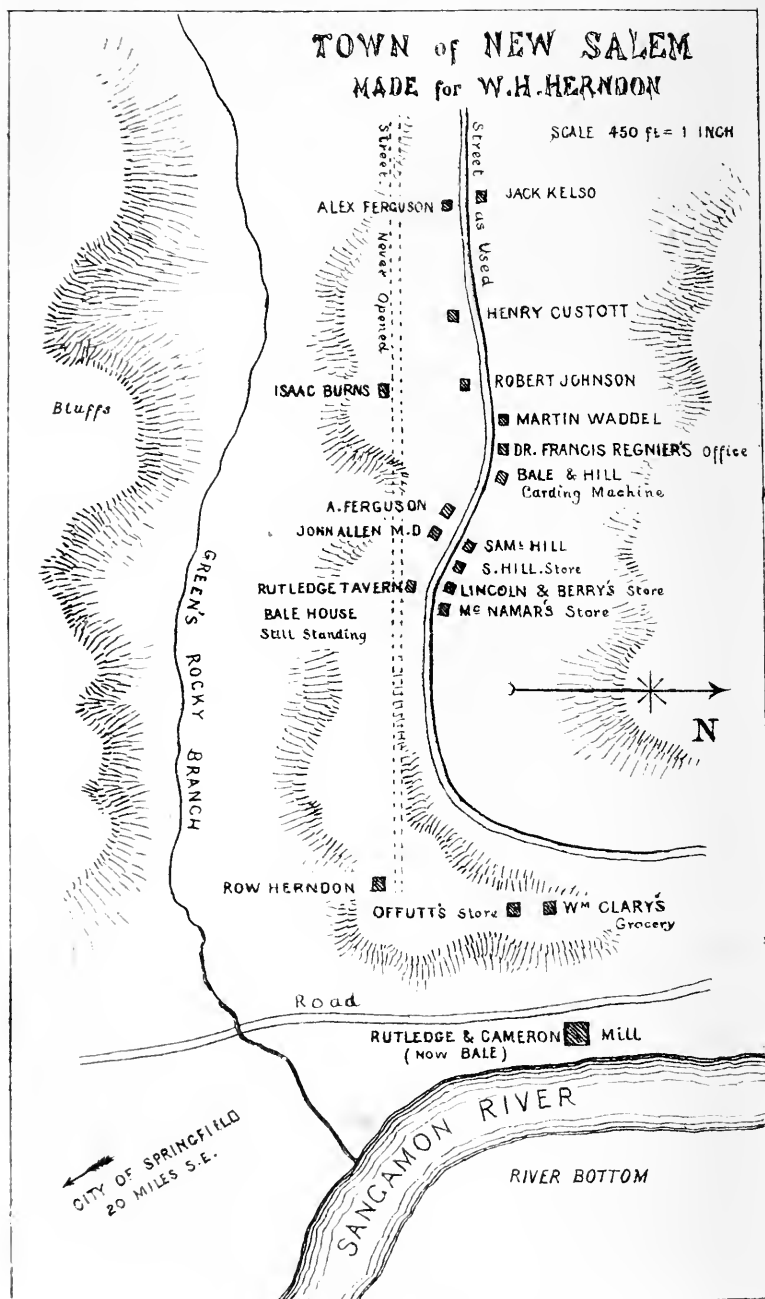 TOWN of NEW SALEM
MADE for W.H.HERNDON
SCALE 450 ft = 1 INCH
Street Never Opened
Street as Used
ALEX FERGUSON
JACK KELSO
HENRY CUSTOTT
ISAAC BURNS
ROBERT JOHNSON
Bluffs
MARTIN WADDEL
DR. FRANCIS REGNIER'S Office
BALE & HILL
Carding Machine
A. FERGUSON
JOHN ALLEN M.D
SAML HILL
S. HILL. Store
GREEN'S ROCKY BRANCH
RUTLEDGE TAVERN
LINCOLN & BERRY'S Store
BALE HOUSE
Still Standing
Mc NAMAR'S Store
N
ROW HERNDON
OFFUTT'S Store
WM CLARY'S
Grocery
Road
RUTLEDGE & CAMERON Mill
(NOW BALE)
SANGAMON RIVER
CITY OF SPRINGFIELD
20 MILES S.E.
RIVER BOTTOM